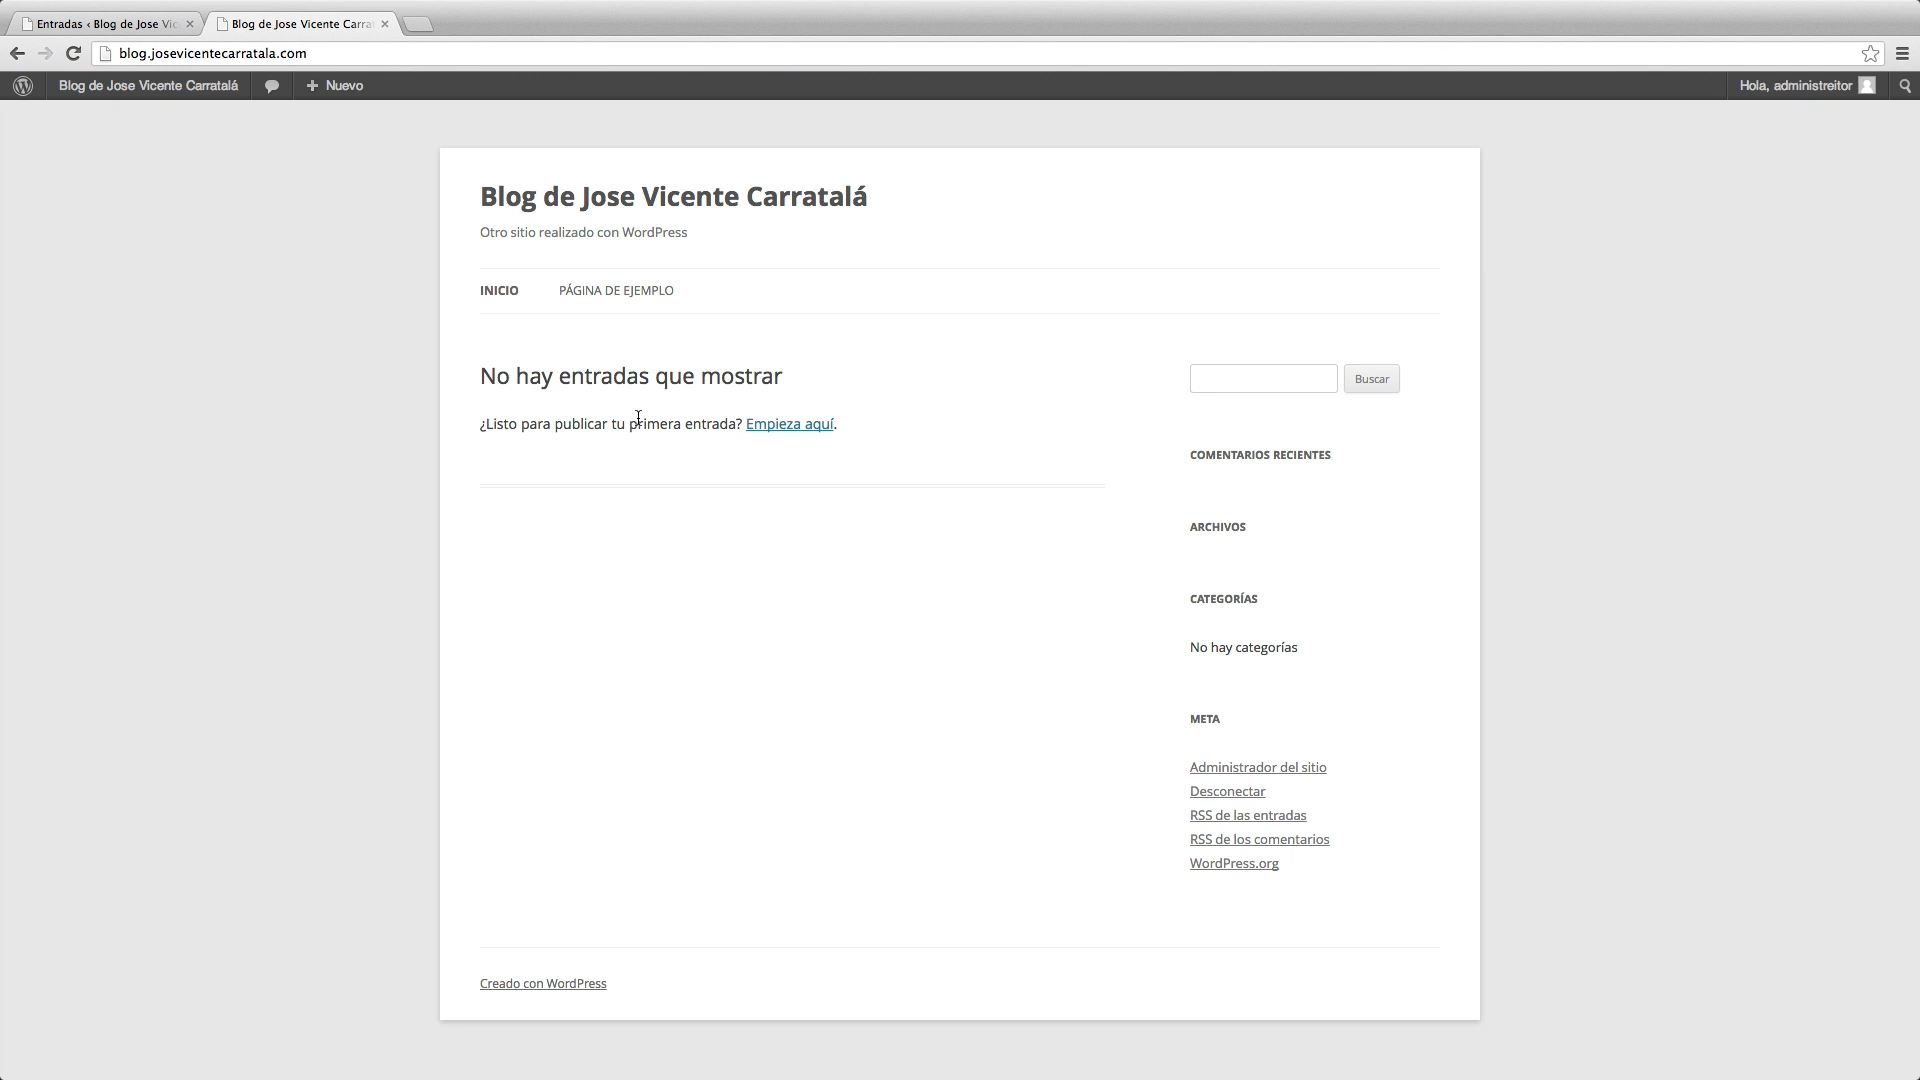 Entradas ‹ Blog de Jose Vic
Blog de Jose Vicente Carra
blog.josevicentecarratala.com
Blog de Jose Vicente Carratalá
Nuevo
Hola, administreitor
Blog de Jose Vicente Carratalá
Otro sitio realizado con WordPress
INICIO
PÁGINA DE EJEMPLO
No hay entradas que mostrar
¿Listo para publicar tu primera entrada? Empieza aquí.
Buscar
COMENTARIOS RECIENTES
ARCHIVOS
CATEGORÍAS
No hay categorías
META
Administrador del sitio
Desconectar
RSS de las entradas
RSS de los comentarios
WordPress.org
Creado con WordPress